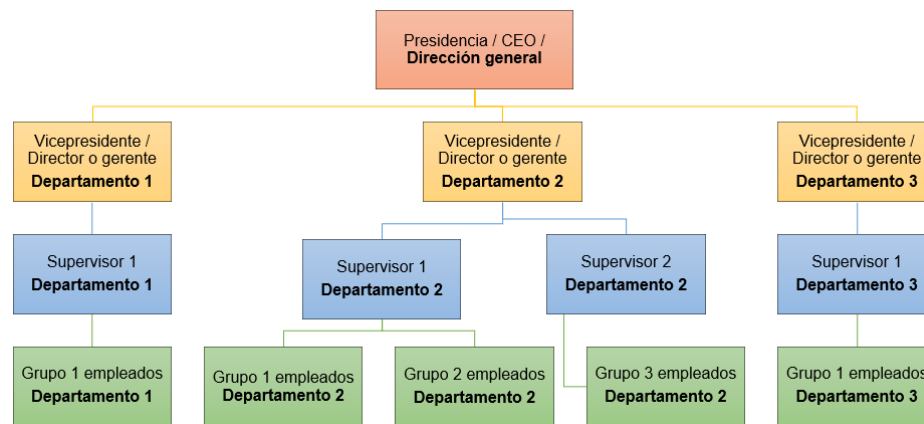 Presidencia / CEO /
Dirección general
Vicepresidente /
Director o gerente
Departamento 1
Vicepresidente /
Director o gerente
Departamento 2
Vicepresidente /
Director o gerente
Departamento 3
Supervisor 1
Departamento 1
Supervisor 1
Departamento 2
Supervisor 2
Departamento 2
Supervisor 1
Departamento 3
Grupo 1 empleados
Departamento 1
Grupo 1 empleados
Departamento 2
Grupo 2 empleados
Departamento 2
Grupo 3 empleados
Departamento 2
Grupo 1 empleados
Departamento 3